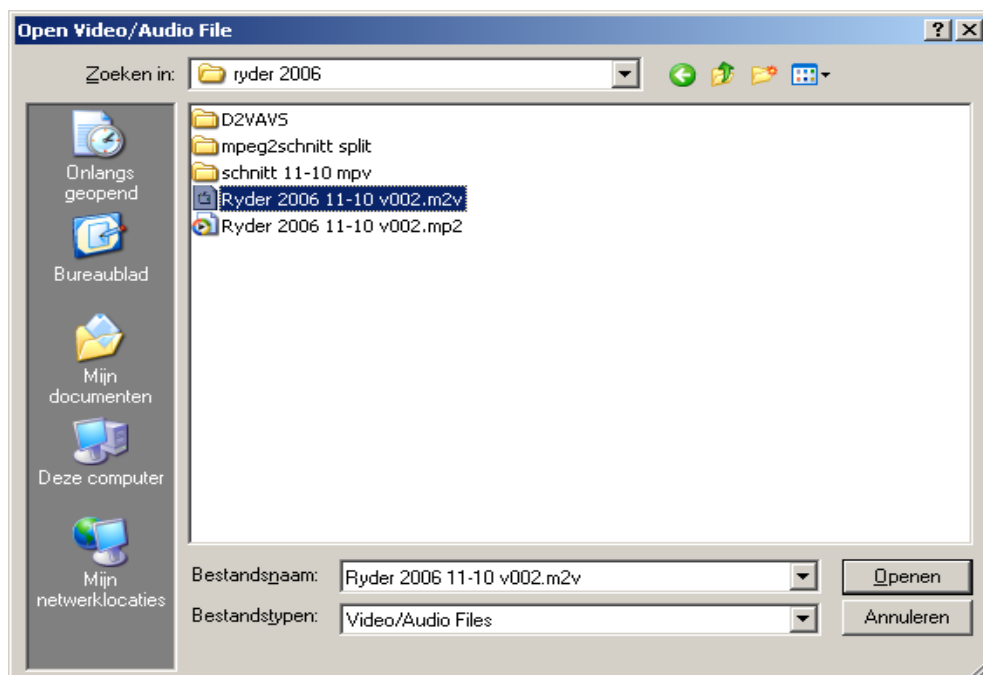 Open Video/Audio File
Zoeken in:
ryder 2006
Onlangs
geopend
Bureaublad
Mijn
documenten
Deze computer
Mijn
netwerklocaties
D2VAVS
mpeg2schnitt split
schnitt 11-10 mpv
Ryder 2006 11-10 v002.m2v
Ryder 2006 11-10 v002.mp2
Bestandsnaam:
Ryder 2006 11-10 v002.m2v
Openen
Bestandstypen:
Video/Audio Files
Annuleren